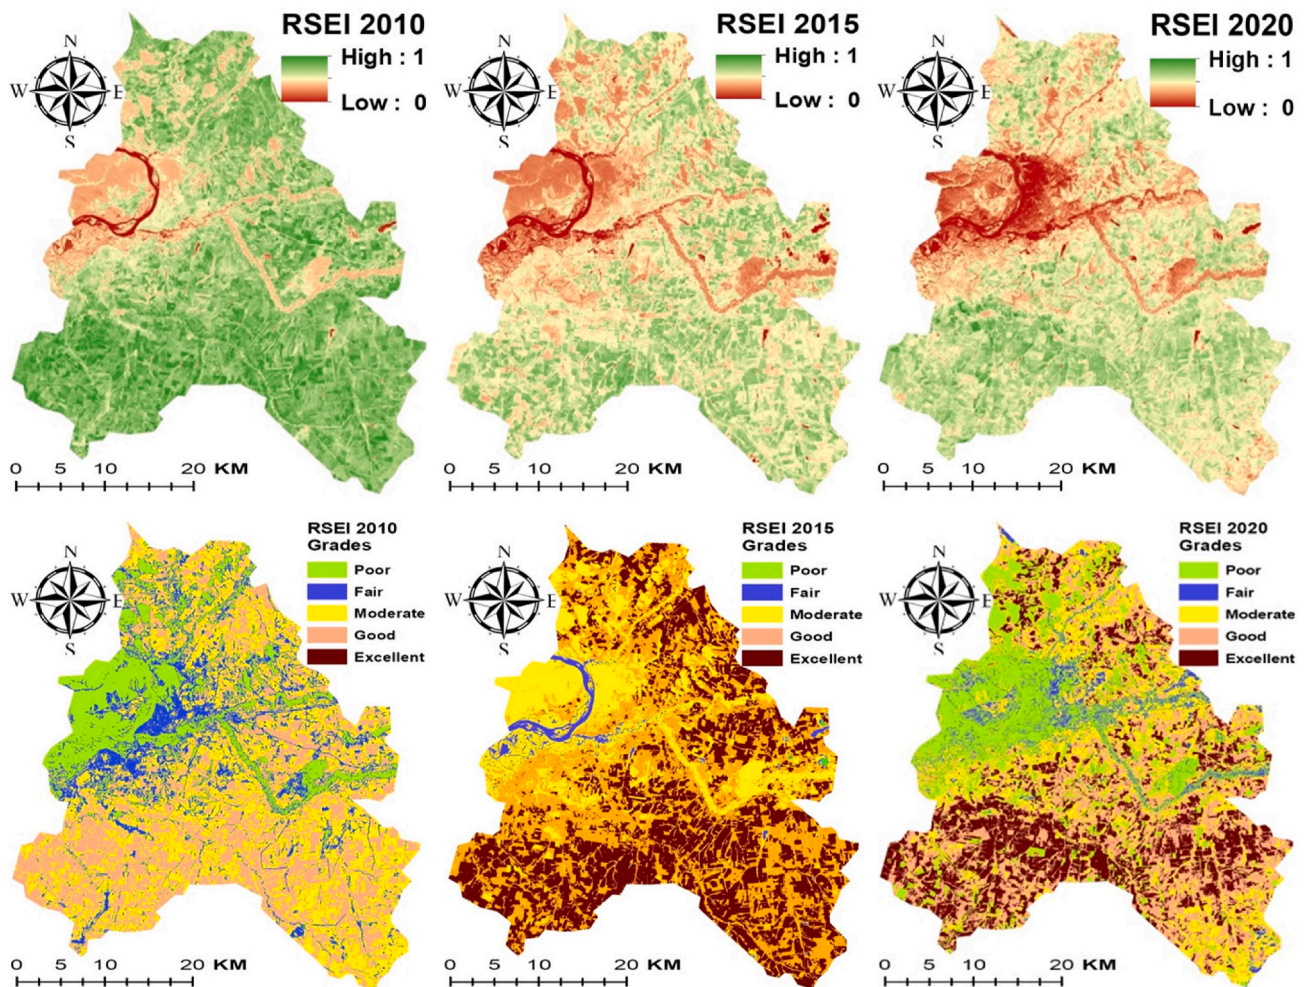 RSEI 2010
High : 1
Low : 0
N
W E
S
0 5 10 20 KM
RSEI 2015
High : 1
Low : 0
N
W E
S
0 5 10 20 KM
RSEI 2020
High : 1
Low : 0
N
W E
S
0 5 10 20 KM
RSEI 2010
Grades
Poor
Fair
Moderate
Good
Excellent
N
W E
S
0 5 10 20 KM
RSEI 2015
Grades
Poor
Fair
Moderate
Good
Excellent
N
W E
S
0 5 10 20 KM
RSEI 2020
Grades
Poor
Fair
Moderate
Good
Excellent
N
W E
S
0 5 10 20 KM